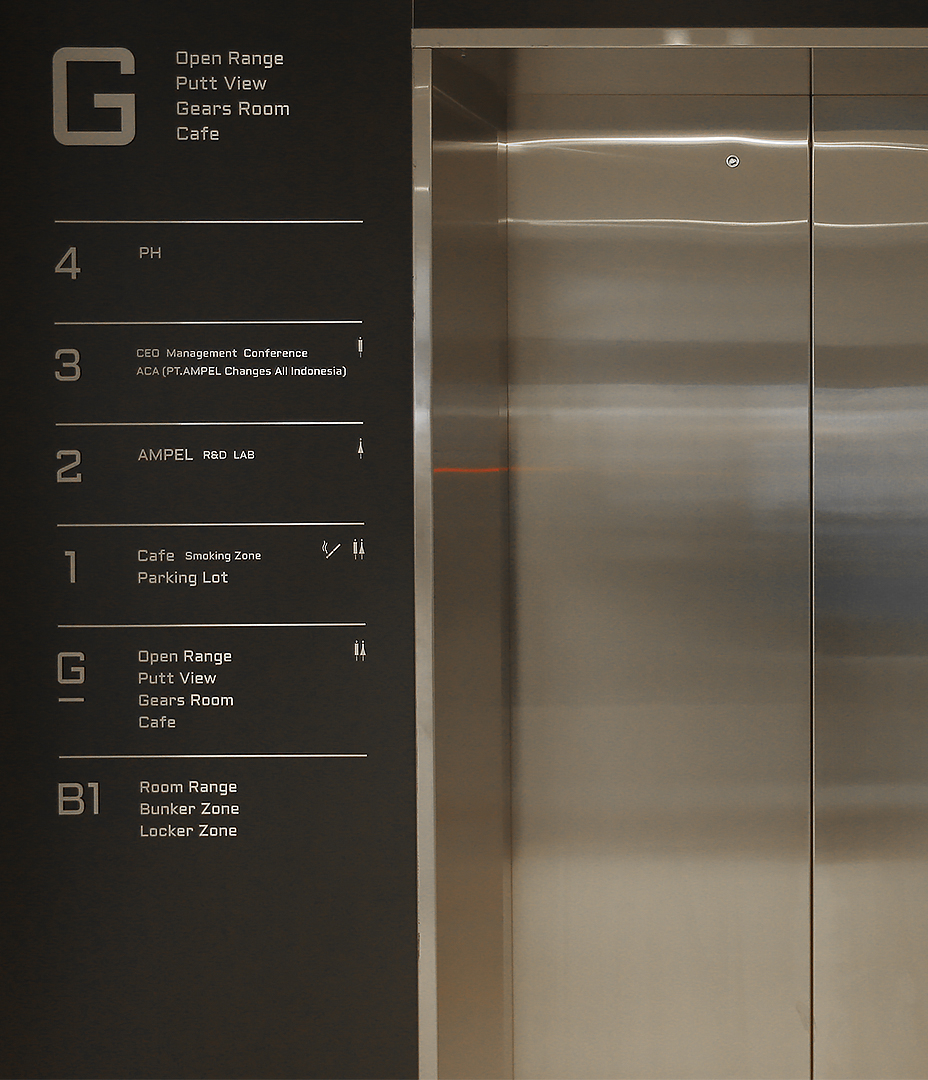 G
Open Range
Putt View
Gears Room
Cafe
4 PH
3 CEO Management Conference
ACA (PT.AMPEL Changes All Indonesia)
2 AMPEL R&D LAB
1 Cafe Smoking Zone
Parking Lot
G Open Range
Putt View
Gears Room
Cafe
B1 Room Range
Bunker Zone
Locker Zone